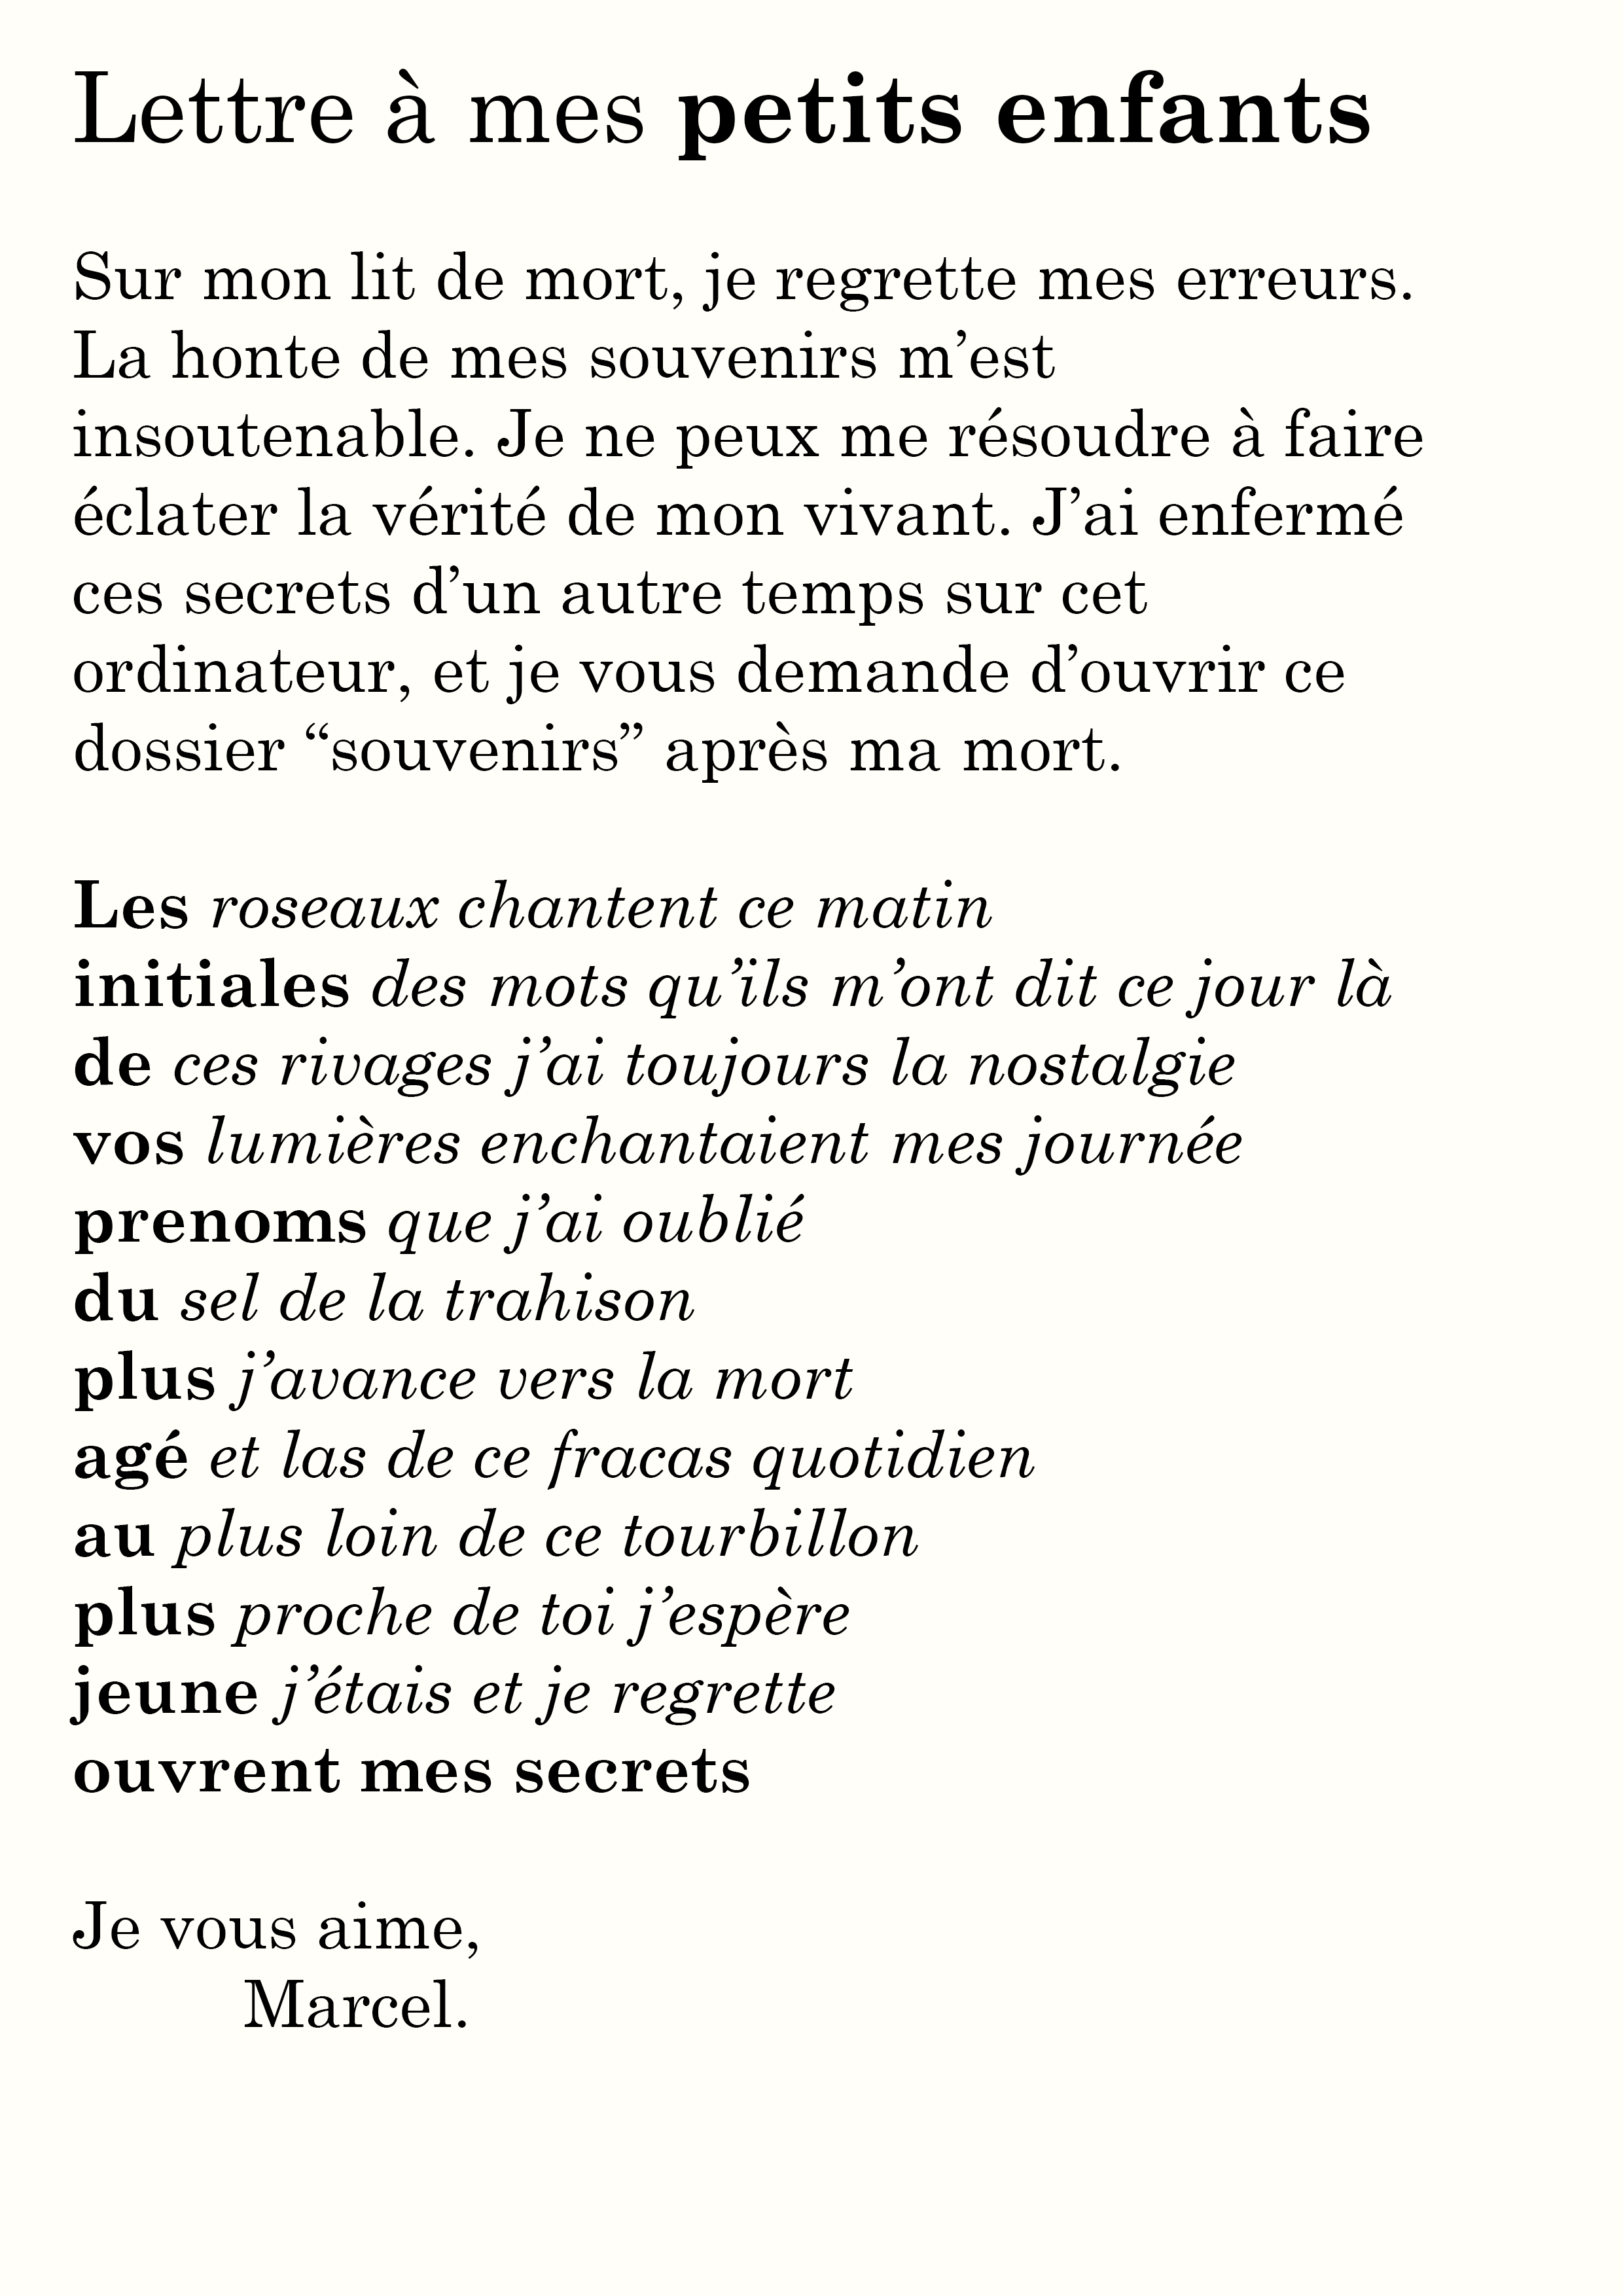 Lettre à mes petits enfants
Sur mon lit de mort, je regrette mes erreurs.
La honte de mes souvenirs m’est
insoutenable. Je ne peux me résoudre à faire
éclater la vérité de mon vivant. J’ai enfermé
ces secrets d’un autre temps sur cet
ordinateur, et je vous demande d’ouvrir ce
dossier “souvenirs” après ma mort.
Les roseaux chantent ce matin
initiales des mots qu’ils m’ont dit ce jour là
de ces rivages j’ai toujours la nostalgie
vos lumières enchantaient mes journée
prenoms que j’ai oublié
du sel de la trahison
plus j’avance vers la mort
agé et las de ce fracas quotidien
au plus loin de ce tourbillon
plus proche de toi j’espère
jeune j’étais et je regrette
ouvrent mes secrets
Je vous aime,
Marcel.